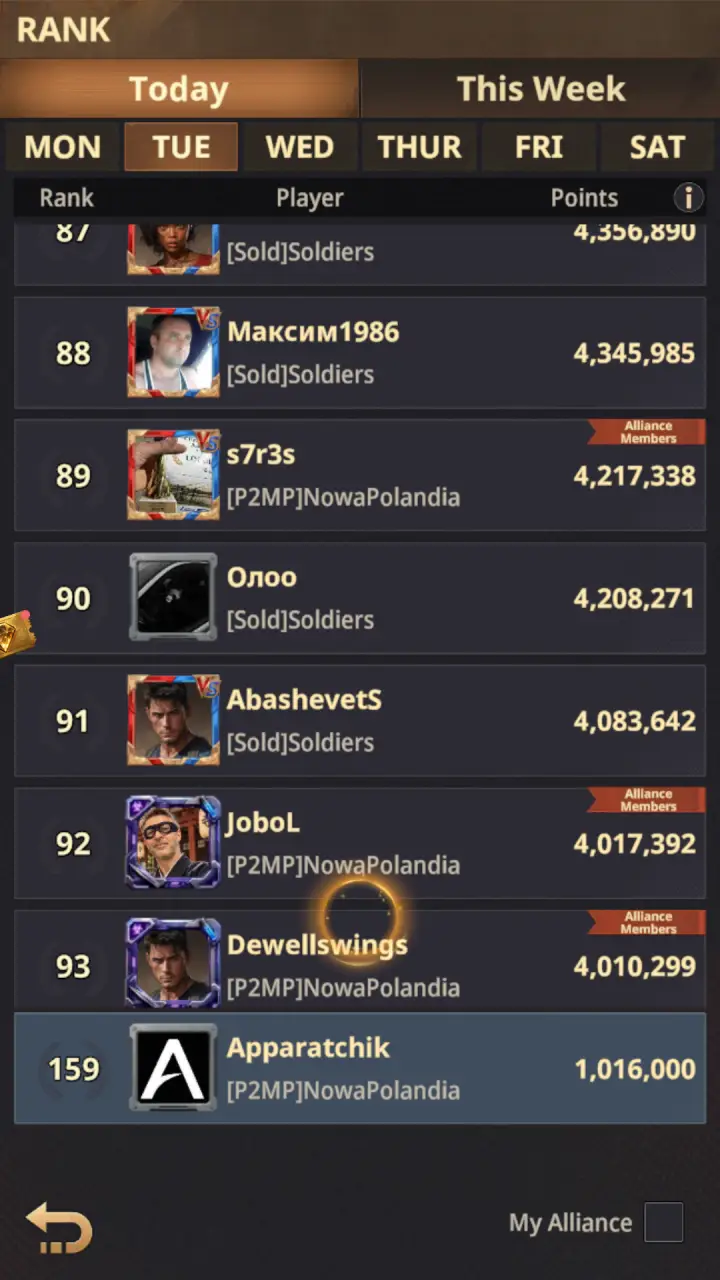 RANK
Today
This Week
MON
TUE
WED
THUR
FRI
SAT
Rank
Player
Points
87
[Sold]Soldiers
4,356,890
88
Максим1986
[Sold]Soldiers
4,345,985
Alliance
Members
89
s7r3s
[P2MP]NowaPolandia
4,217,338
90
Олоо
[Sold]Soldiers
4,208,271
91
AbashevetS
[Sold]Soldiers
4,083,642
Alliance
Members
92
JoboL
[P2MP]NowaPolandia
4,017,392
Alliance
Members
93
Dewellswings
[P2MP]NowaPolandia
4,010,299
159
Apparatchik
[P2MP]NowaPolandia
1,016,000
My Alliance